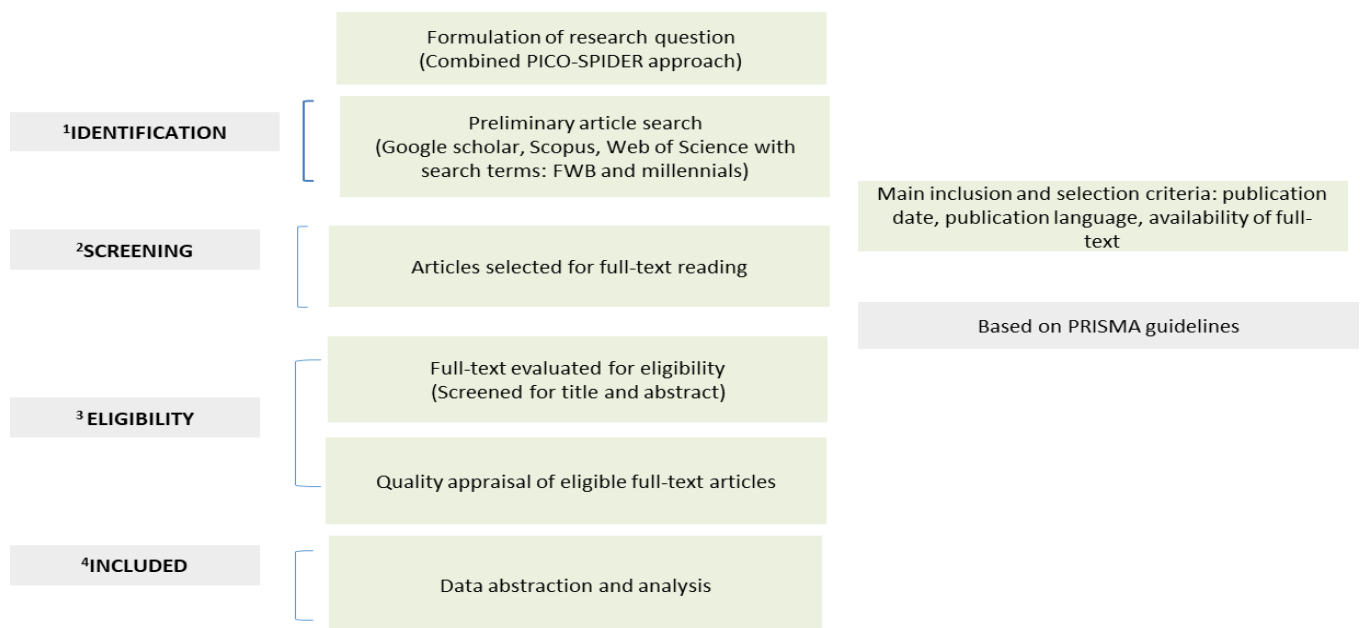 Formulation of research question
(Combined PICO-SPIDER approach)
¹IDENTIFICATION
Preliminary article search
(Google scholar, Scopus, Web of Science with
search terms: FWB and millennials)
Main inclusion and selection criteria: publication
date, publication language, availability of full-
text
²SCREENING
Articles selected for full-text reading
Based on PRISMA guidelines
³ ELIGIBILITY
Full-text evaluated for eligibility
(Screened for title and abstract)
Quality appraisal of eligible full-text articles
⁴INCLUDED
Data abstraction and analysis